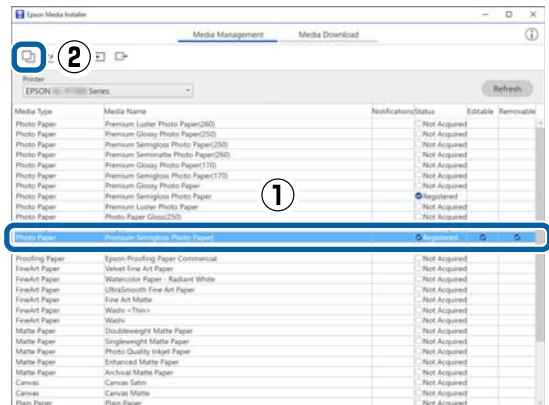 Epson Media Installer
Media Management Media Download
2
Printer
EPSON Series
Refresh
Media Type Media Name Notifications Status Editable Removable
Photo Paper Premium Luster Photo Paper(260) Not Acquired
Photo Paper Premium Glossy Photo Paper(250) Not Acquired
Photo Paper Premium Semigloss Photo Paper(250) Not Acquired
Photo Paper Premium Semimatte Photo Paper(260) Not Acquired
Photo Paper Premium Glossy Photo Paper(170) Not Acquired
Photo Paper Premium Semigloss Photo Paper(170) Not Acquired
Photo Paper Premium Glossy Photo Paper Not Acquired
Photo Paper Premium Semigloss Photo Paper Registered
Photo Paper Premium Luster Photo Paper Not Acquired
Photo Paper Photo Paper Gloss(250) Not Acquired
1
Photo Paper Premium Semigloss Photo Paper Registered
Proofing Paper Epson Proofing Paper Commercial Not Acquired
FineArt Paper Velvet Fine Art Paper Not Acquired
FineArt Paper Watercolor Paper - Radiant White Not Acquired
FineArt Paper UltraSmooth Fine Art Paper Not Acquired
FineArt Paper Fine Art Matte Not Acquired
FineArt Paper Washi <Thin> Not Acquired
FineArt Paper Washi Not Acquired
Matte Paper Doubleweight Matte Paper Not Acquired
Matte Paper Singleweight Matte Paper Not Acquired
Matte Paper Photo Quality Inkjet Paper Not Acquired
Matte Paper Enhanced Matte Paper Not Acquired
Matte Paper Archival Matte Paper Not Acquired
Canvas Canvas Satin Not Acquired
Canvas Canvas Matte Not Acquired
Plain Paper Plain Paper Not Acquired